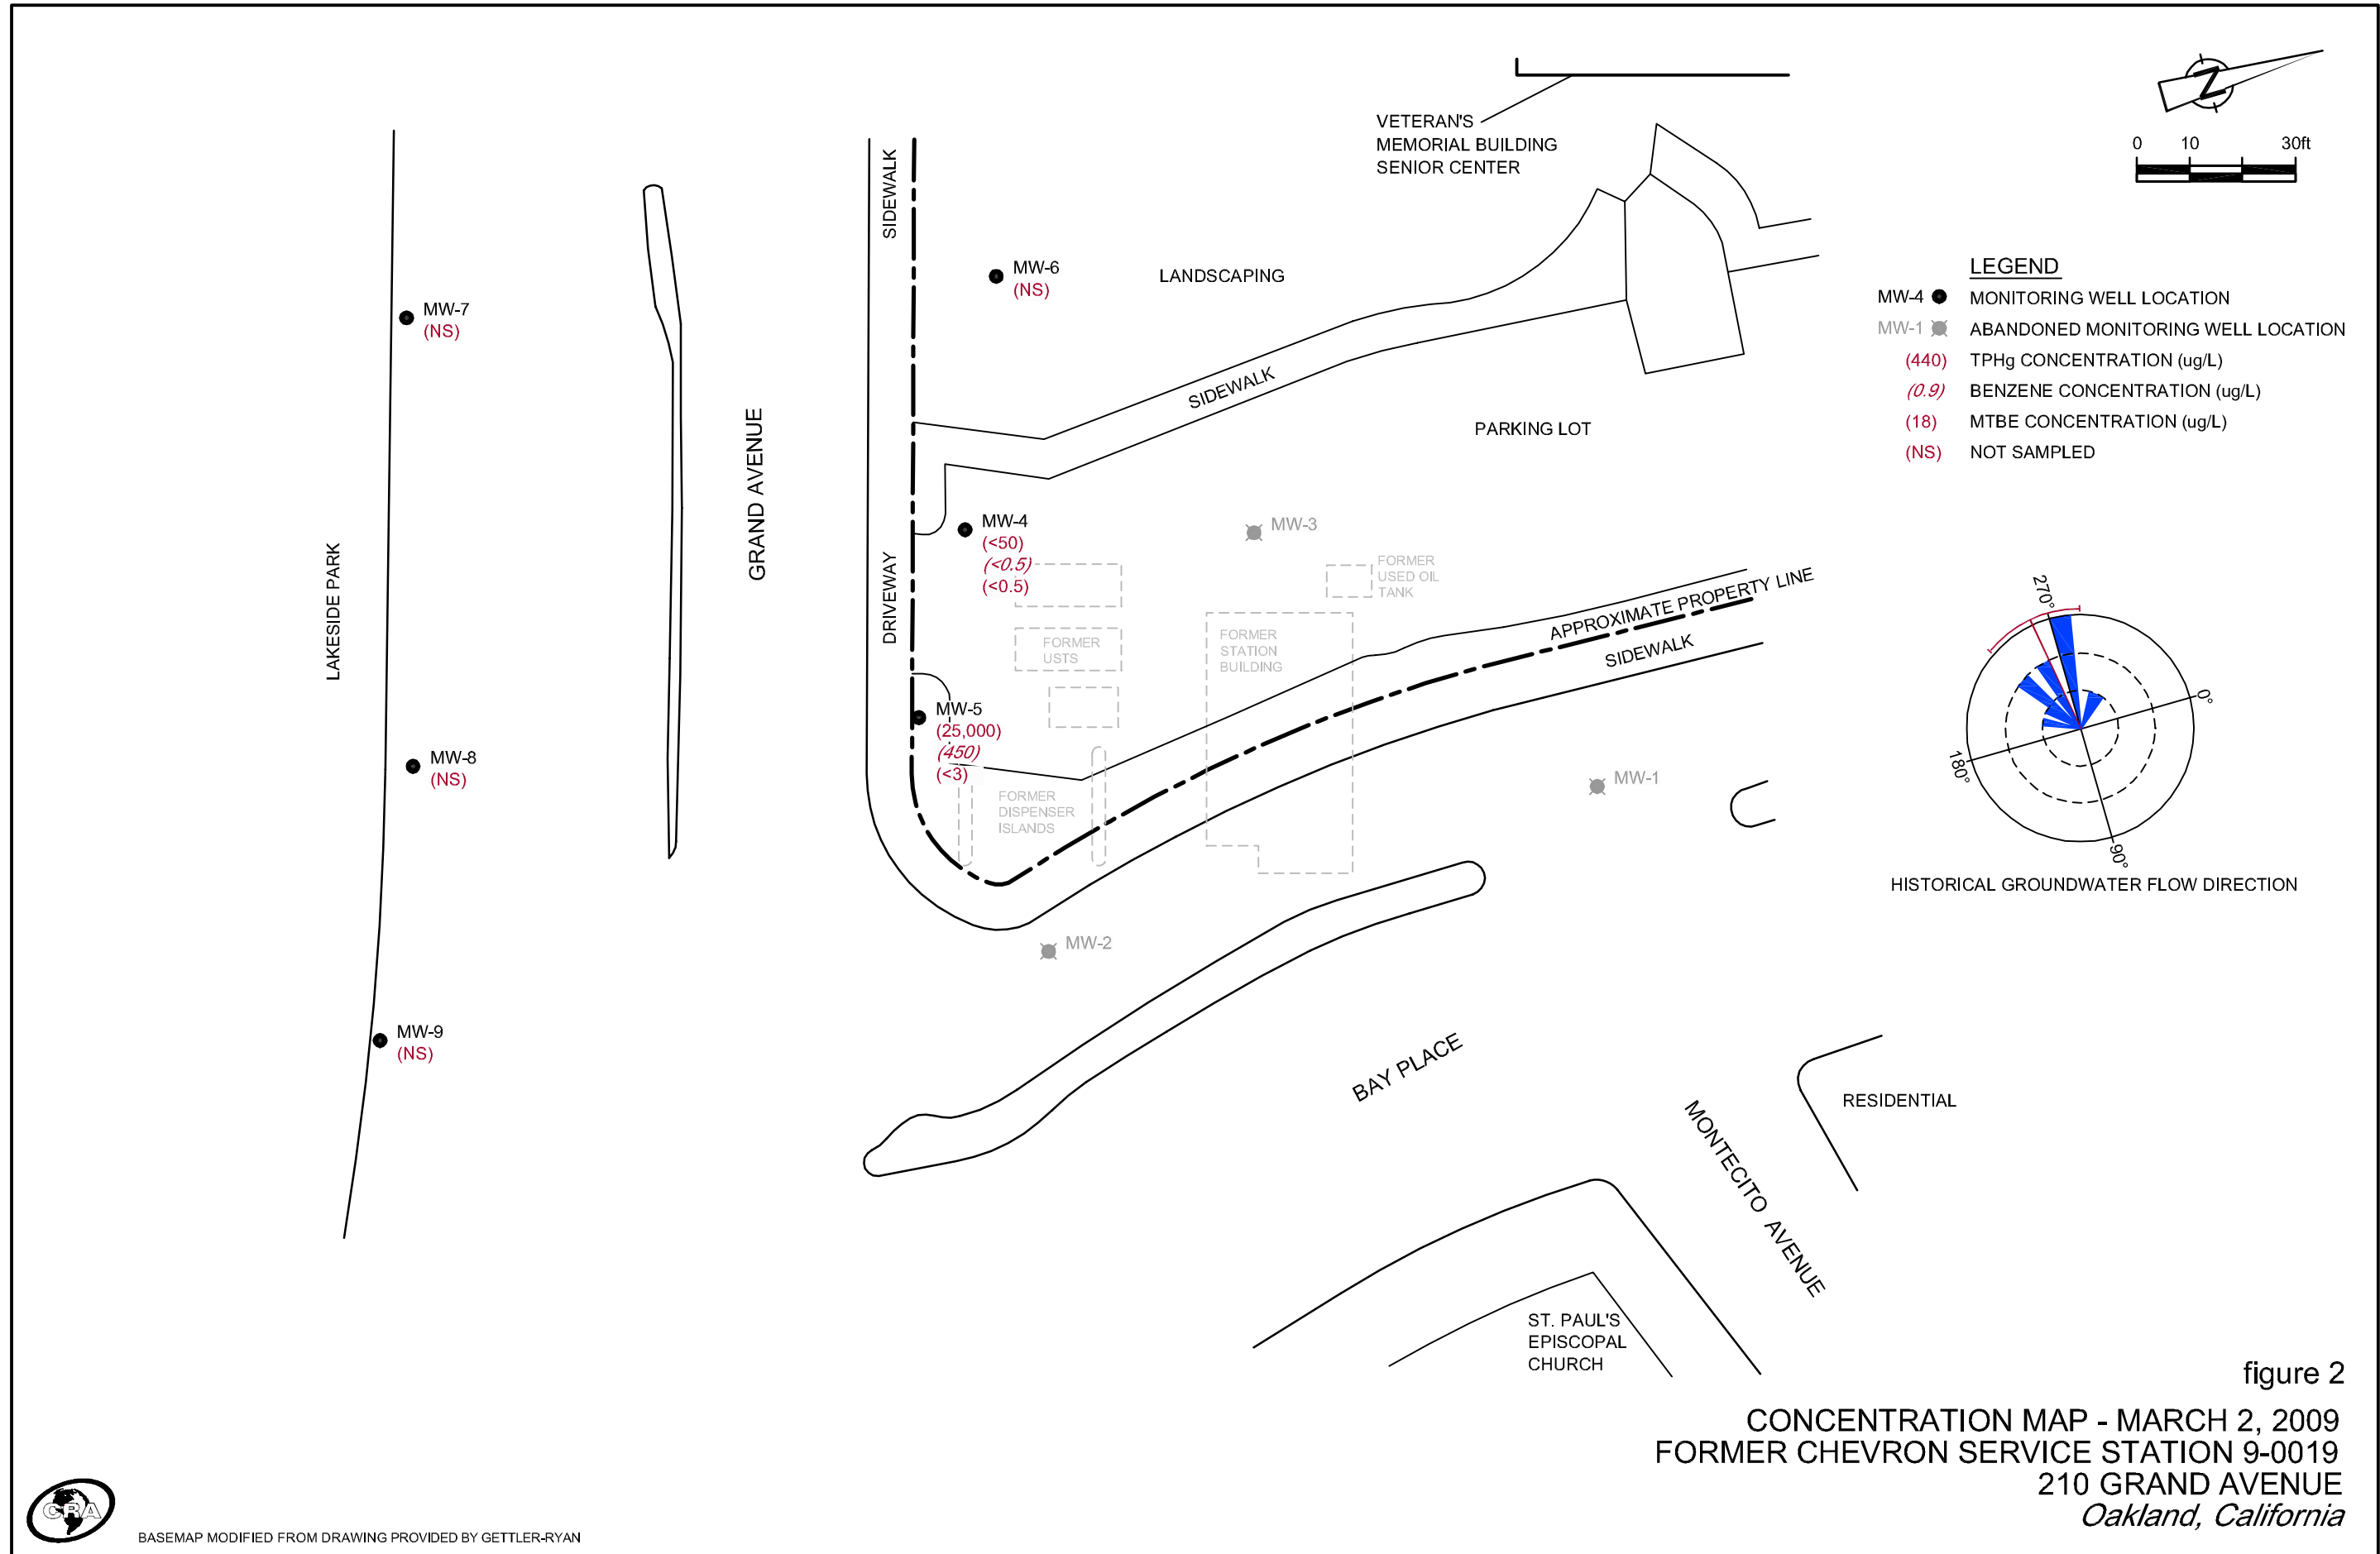 VETERAN'S
MEMORIAL BUILDING
SENIOR CENTER
Z
0 10 30ft
SIDEWALK
MW-6
(NS)
LANDSCAPING
MW-7
(NS)
LEGEND
MW-4 MONITORING WELL LOCATION
MW-1 ABANDONED MONITORING WELL LOCATION
(440) TPHg CONCENTRATION (ug/L)
(0.9) BENZENE CONCENTRATION (ug/L)
(18) MTBE CONCENTRATION (ug/L)
(NS) NOT SAMPLED
SIDEWALK
PARKING LOT
GRAND AVENUE
LAKESIDE PARK
DRIVEWAY
MW-4
(<50)
(<0.5)
(<0.5)
MW-3
FORMER
USED OIL
TANK
FORMER
USTS
FORMER
STATION
BUILDING
APPROXIMATE PROPERTY LINE
SIDEWALK
270°
0°
180°
90°
HISTORICAL GROUNDWATER FLOW DIRECTION
MW-5
(25,000)
(450)
(<3)
MW-8
(NS)
FORMER
DISPENSER
ISLANDS
MW-1
MW-2
MW-9
(NS)
BAY PLACE
MONTECITO AVENUE
RESIDENTIAL
ST. PAUL'S
EPISCOPAL
CHURCH
figure 2
CONCENTRATION MAP - MARCH 2, 2009
FORMER CHEVRON SERVICE STATION 9-0019
210 GRAND AVENUE
Oakland, California
CRA
BASEMAP MODIFIED FROM DRAWING PROVIDED BY GETTLER-RYAN